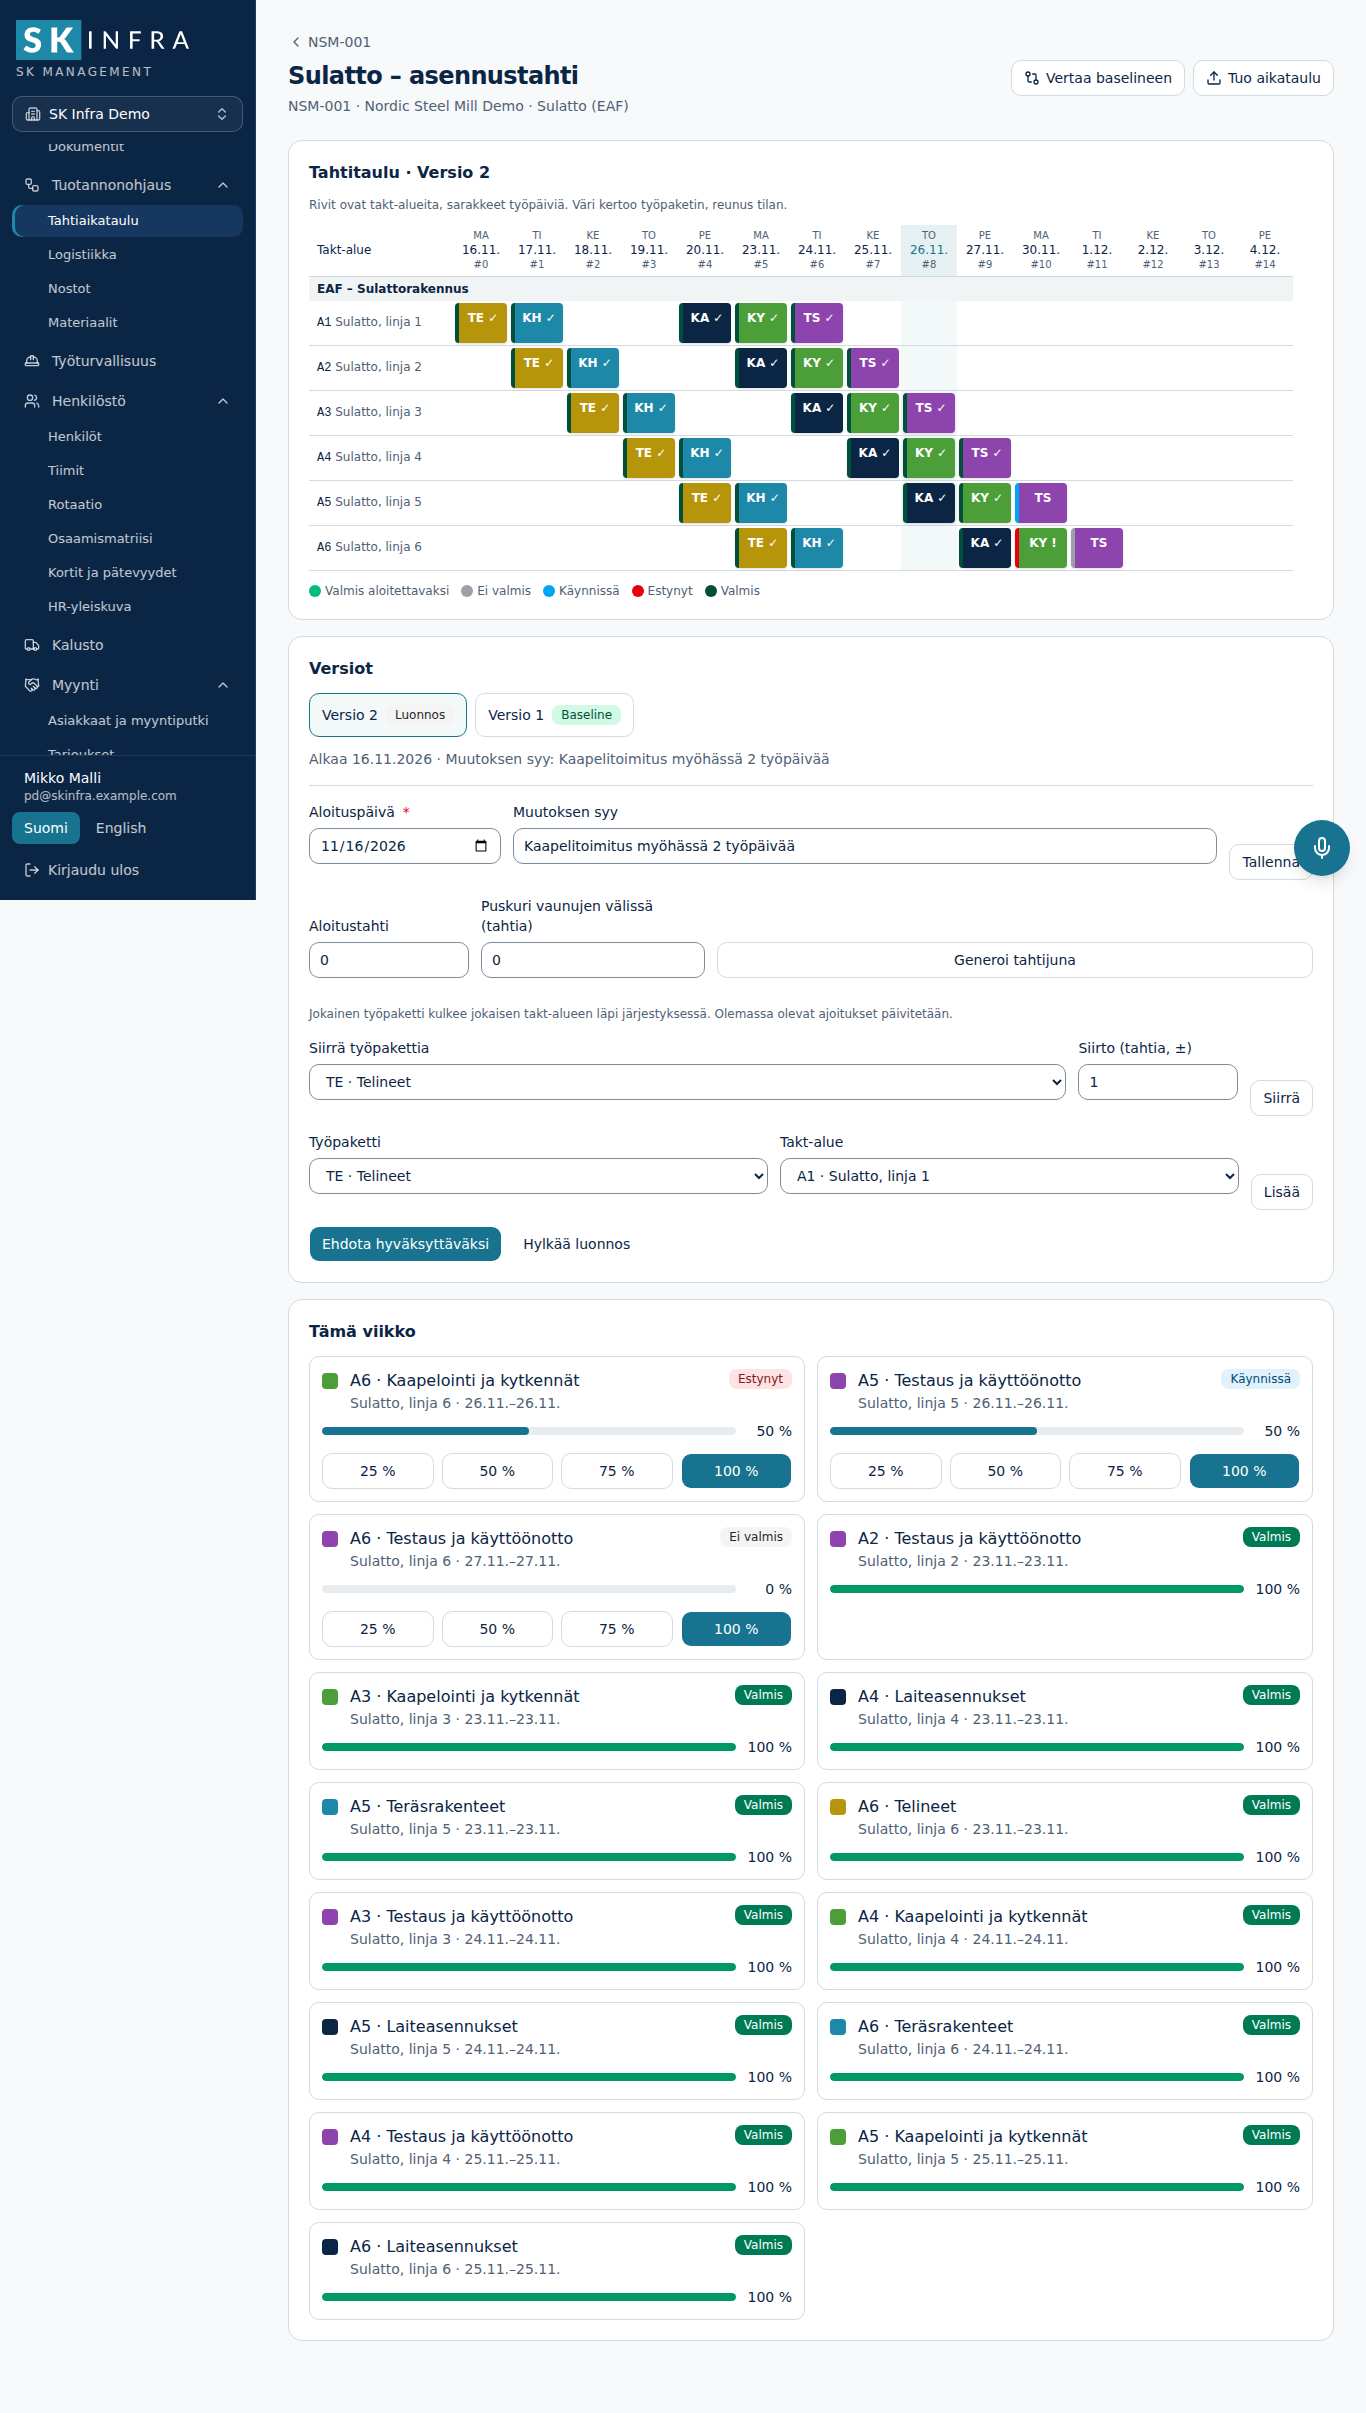 SK INFRA
SK MANAGEMENT
SK Infra Demo
Dokumentit
Tuotannonohjaus
Tahtiaikataulu
Logistiikka
Nostot
Materiaalit
Työturvallisuus
Henkilöstö
Henkilöt
Tiimit
Rotaatio
Osaamismatriisi
Kortit ja pätevyydet
HR-yleiskuva
Kalusto
Myynti
Asiakkaat ja myyntiputki
Tarjoukset
Mikko Malli
pd@skinfra.example.com
Suomi English
Kirjaudu ulos
NSM-001
Sulatto – asennustahti
NSM-001 · Nordic Steel Mill Demo · Sulatto (EAF)
Vertaa baselineen
Tuo aikataulu
Tahtitaulu · Versio 2
Rivit ovat takt-alueita, sarakkeet työpäiviä. Väri kertoo työpaketin, reunus tilan.
MA TI KE TO PE MA TI KE TO PE MA TI KE TO PE
Takt-alue 16.11. 17.11. 18.11. 19.11. 20.11. 23.11. 24.11. 25.11. 26.11. 27.11. 30.11. 1.12. 2.12. 3.12. 4.12.
#0 #1 #2 #3 #4 #5 #6 #7 #8 #9 #10 #11 #12 #13 #14
EAF – Sulattorakennus
A1 Sulatto, linja 1 TE ✓ KH ✓ KA ✓ KY ✓ TS ✓
A2 Sulatto, linja 2 TE ✓ KH ✓ KA ✓ KY ✓ TS ✓
A3 Sulatto, linja 3 TE ✓ KH ✓ KA ✓ KY ✓ TS ✓
A4 Sulatto, linja 4 TE ✓ KH ✓ KA ✓ KY ✓ TS ✓
A5 Sulatto, linja 5 TE ✓ KH ✓ KA ✓ KY ✓ TS
A6 Sulatto, linja 6 TE ✓ KH ✓ KA ✓ KY ! TS
Valmis aloitettavaksi Ei valmis Käynnissä Estynyt Valmis
Versiot
Versio 2 Luonnos Versio 1 Baseline
Alkaa 16.11.2026 · Muutoksen syy: Kaapelitoimitus myöhässä 2 työpäivää
Aloituspäivä * Muutoksen syy
11/16/2026 Kaapelitoimitus myöhässä 2 työpäivää Tallenna
Aloitustahti Puskuri vaunujen välissä (tahtia)
0 0 Generoi tahtijuna
Jokainen työpaketti kulkee jokaisen takt-alueen läpi järjestyksessä. Olemassa olevat ajoitukset päivitetään.
Siirrä työpakettia Siirto (tahtia, ±)
TE · Telineet 1 Siirrä
Työpaketti Takt-alue
TE · Telineet A1 · Sulatto, linja 1 Lisää
Ehdota hyväksyttäväksi Hylkää luonnos
Tämä viikko
A6 · Kaapelointi ja kytkennät Estynyt
Sulatto, linja 6 · 26.11.–26.11.
50 %
25 % 50 % 75 % 100 %
A5 · Testaus ja käyttöönotto Käynnissä
Sulatto, linja 5 · 26.11.–26.11.
50 %
25 % 50 % 75 % 100 %
A6 · Testaus ja käyttöönotto Ei valmis
Sulatto, linja 6 · 27.11.–27.11.
0 %
25 % 50 % 75 % 100 %
A2 · Testaus ja käyttöönotto Valmis
Sulatto, linja 2 · 23.11.–23.11.
100 %
A3 · Kaapelointi ja kytkennät Valmis
Sulatto, linja 3 · 23.11.–23.11.
100 %
A4 · Laiteasennukset Valmis
Sulatto, linja 4 · 23.11.–23.11.
100 %
A5 · Teräsrakenteet Valmis
Sulatto, linja 5 · 23.11.–23.11.
100 %
A6 · Telineet Valmis
Sulatto, linja 6 · 23.11.–23.11.
100 %
A3 · Testaus ja käyttöönotto Valmis
Sulatto, linja 3 · 24.11.–24.11.
100 %
A4 · Kaapelointi ja kytkennät Valmis
Sulatto, linja 4 · 24.11.–24.11.
100 %
A5 · Laiteasennukset Valmis
Sulatto, linja 5 · 24.11.–24.11.
100 %
A6 · Teräsrakenteet Valmis
Sulatto, linja 6 · 24.11.–24.11.
100 %
A4 · Testaus ja käyttöönotto Valmis
Sulatto, linja 4 · 25.11.–25.11.
100 %
A5 · Kaapelointi ja kytkennät Valmis
Sulatto, linja 5 · 25.11.–25.11.
100 %
A6 · Laiteasennukset Valmis
Sulatto, linja 6 · 25.11.–25.11.
100 %